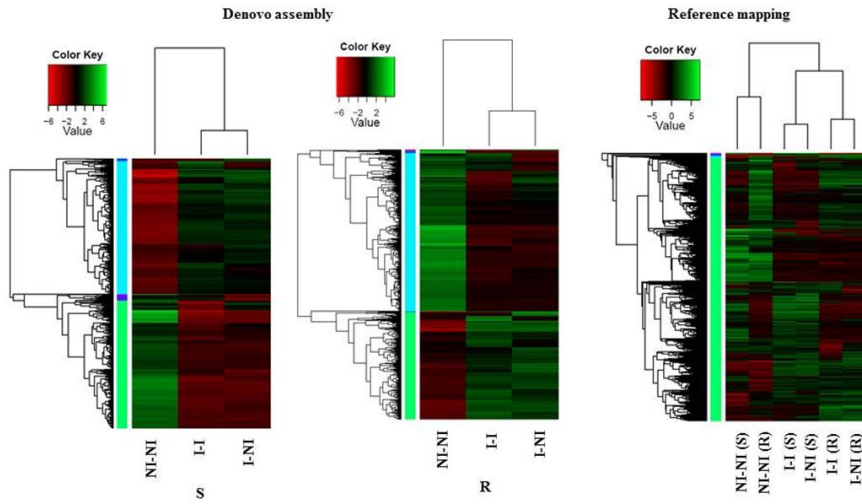 Denovo assembly
Reference mapping
Color Key
-6 -2 2 6
Value
Color Key
-6 -2 2
Value
Color Key
-5 0 5
Value
NI-NI
I-I
I-NI
S
NI-NI
I-I
I-NI
R
NI-NI (S)
NI-NI (R)
I-I (S)
I-NI (S)
I-I (R)
I-NI (R)